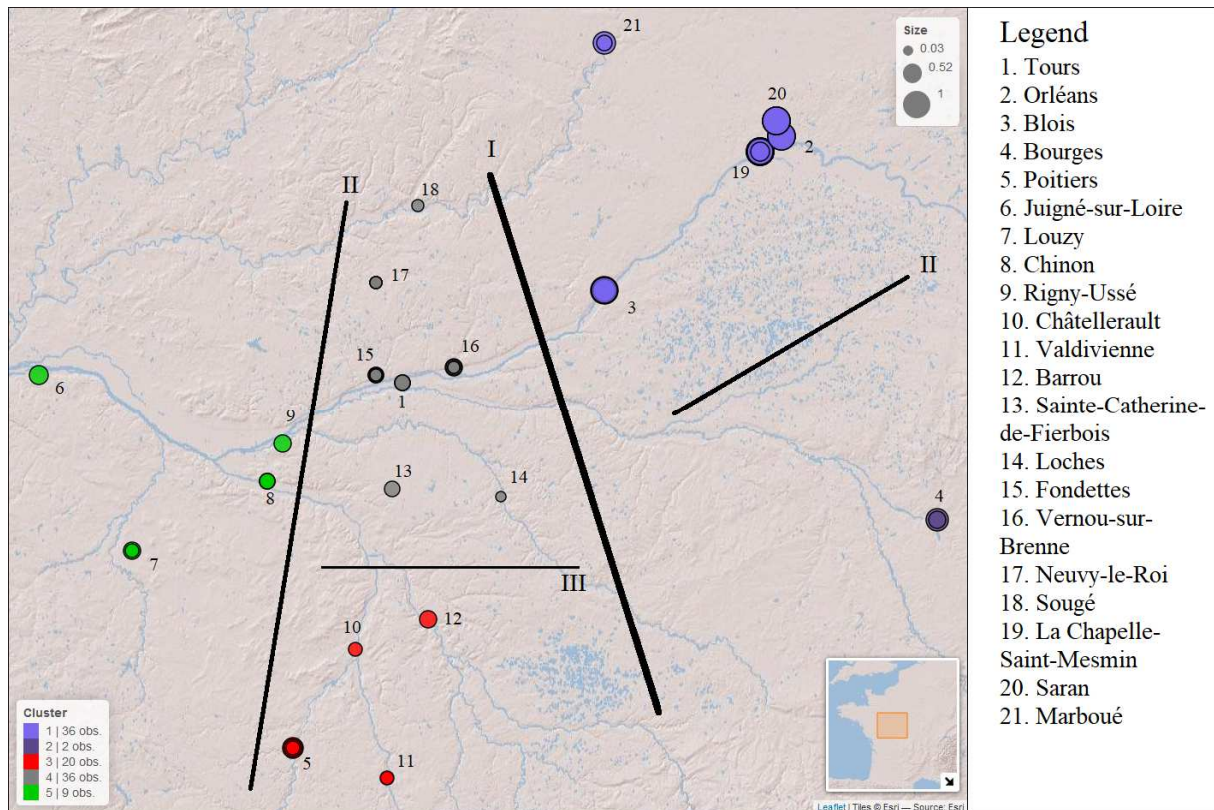 21
Size
0.03
0.52
1
20
I
19
2
II
18
17
II
3
15
16
1
6
9
8
13
14
4
7
III
10
12
5
11
Cluster
1 | 36 obs.
2 | 2 obs.
3 | 20 obs.
4 | 36 obs.
5 | 9 obs.
Leaflet | Tiles © Esri — Source: Esri
Legend
1. Tours
2. Orléans
3. Blois
4. Bourges
5. Poitiers
6. Juigné-sur-Loire
7. Louzy
8. Chinon
9. Rigny-Ussé
10. Châtellerault
11. Valdivienne
12. Barrou
13. Sainte-Catherine-
de-Fierbois
14. Loches
15. Fondettes
16. Vernou-sur-
Brenne
17. Neuvy-le-Roi
18. Sougé
19. La Chapelle-
Saint-Mesmin
20. Saran
21. Marboué